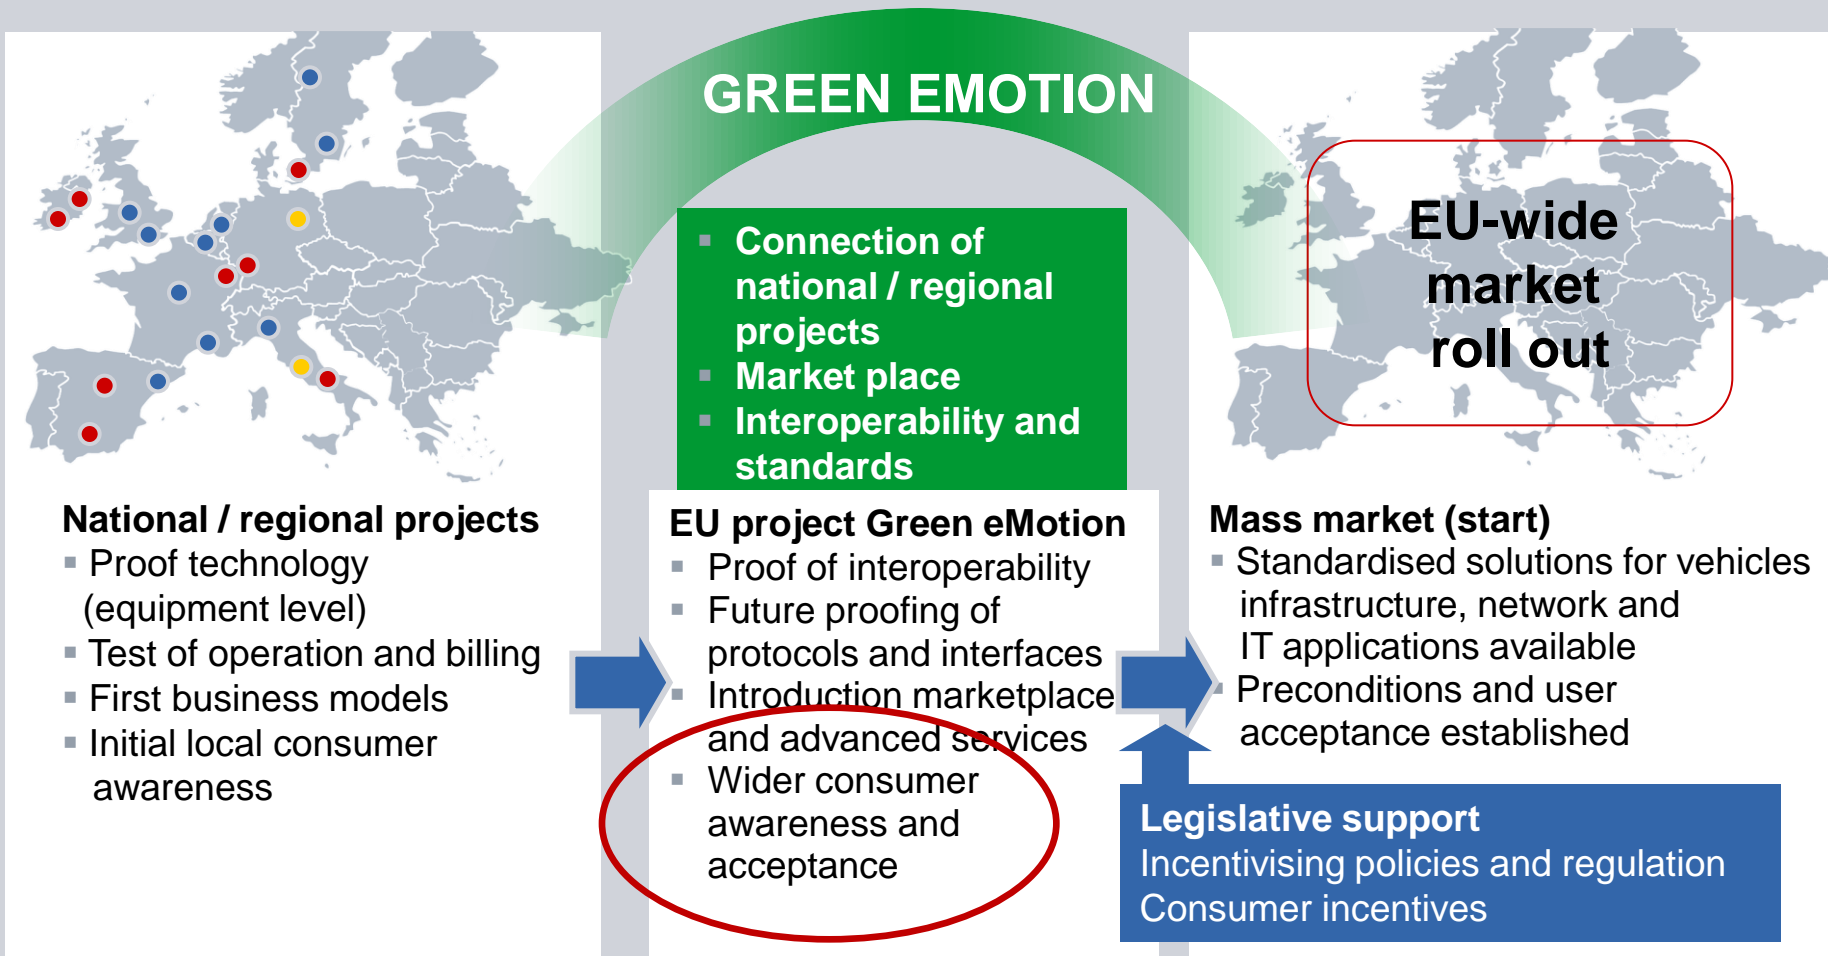 GREEN EMOTION
▪ Connection of
national / regional
projects
▪ Market place
▪ Interoperability and
standards
EU-wide
market
roll out
National / regional projects
▪ Proof technology
(equipment level)
▪ Test of operation and billing
▪ First business models
▪ Initial local consumer
awareness
EU project Green eMotion
▪ Proof of interoperability
▪ Future proofing of
protocols and interfaces
▪ Introduction marketplace
and advanced services
▪ Wider consumer
awareness and
acceptance
Mass market (start)
▪ Standardised solutions for vehicles
infrastructure, network and
IT applications available
▪ Preconditions and user
acceptance established
Legislative support
Incentivising policies and regulation
Consumer incentives